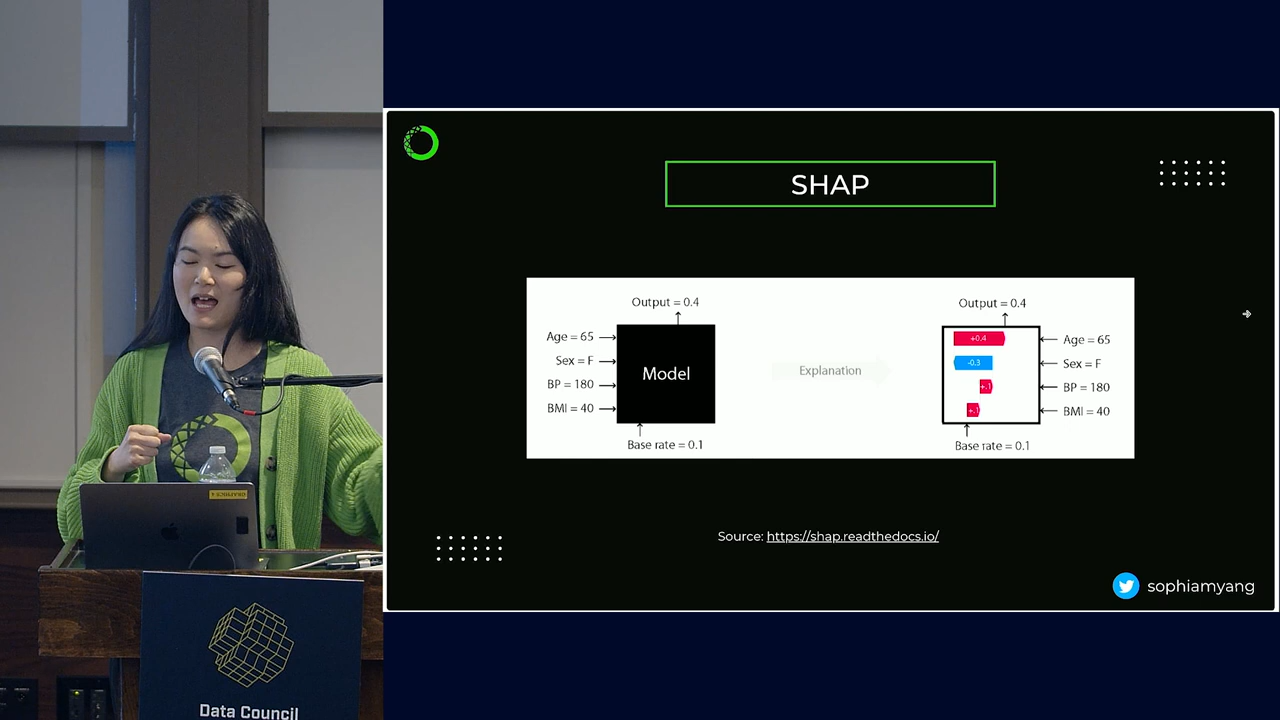 SHAP
Output = 0.4
Age = 65
Sex = F
BP = 180
BMI = 40
Model
Base rate = 0.1
Explanation
Output = 0.4
+0.4
-0.3
+.1
+.1
Age = 65
Sex = F
BP = 180
BMI = 40
Base rate = 0.1
Source: https://shap.readthedocs.io/
sophiamyang
Data Council